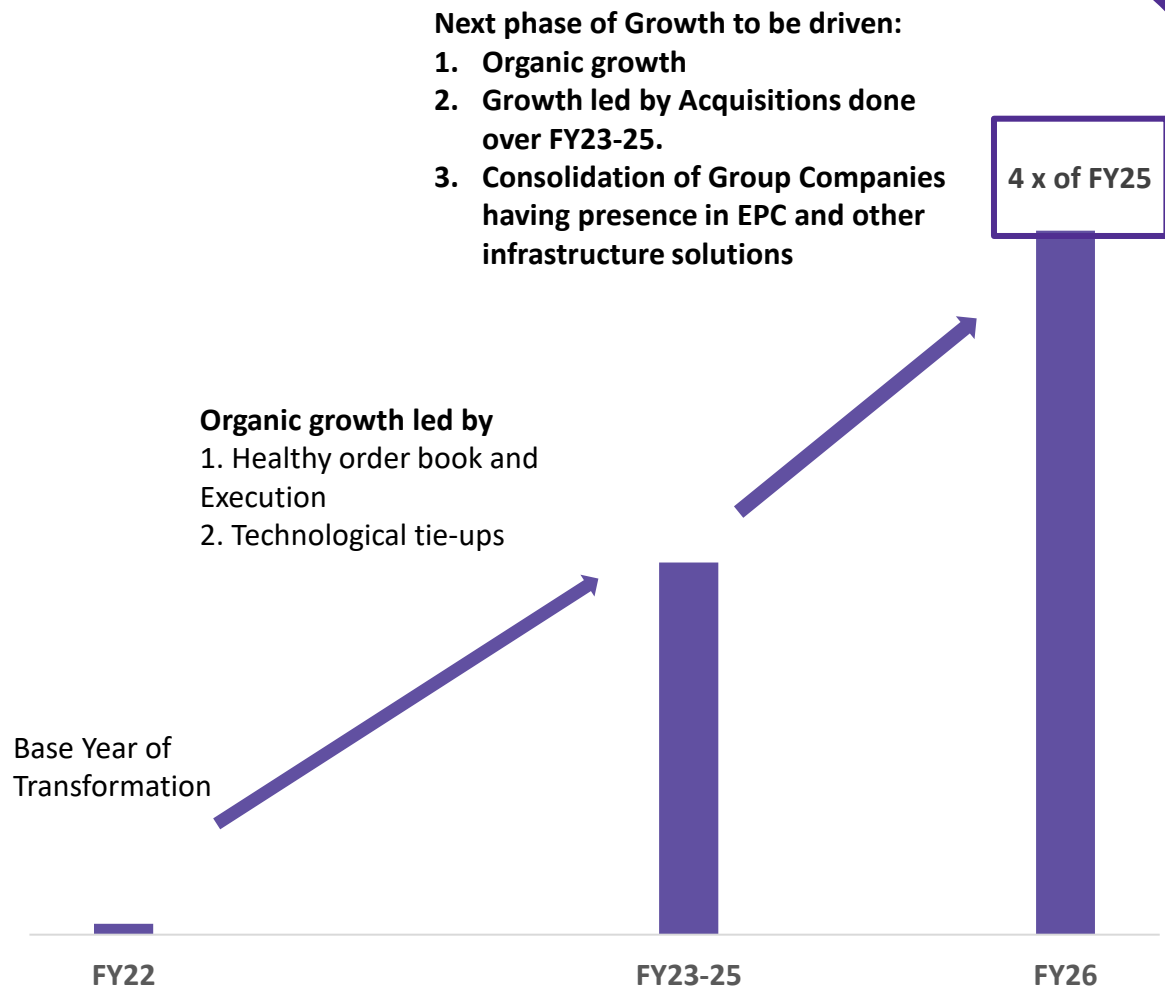 Next phase of Growth to be driven:
1. Organic growth
2. Growth led by Acquisitions done
over FY23-25.
3. Consolidation of Group Companies
having presence in EPC and other
infrastructure solutions
4 x of FY25
Organic growth led by
1. Healthy order book and
Execution
2. Technological tie-ups
Base Year of
Transformation
FY22
FY23-25
FY26